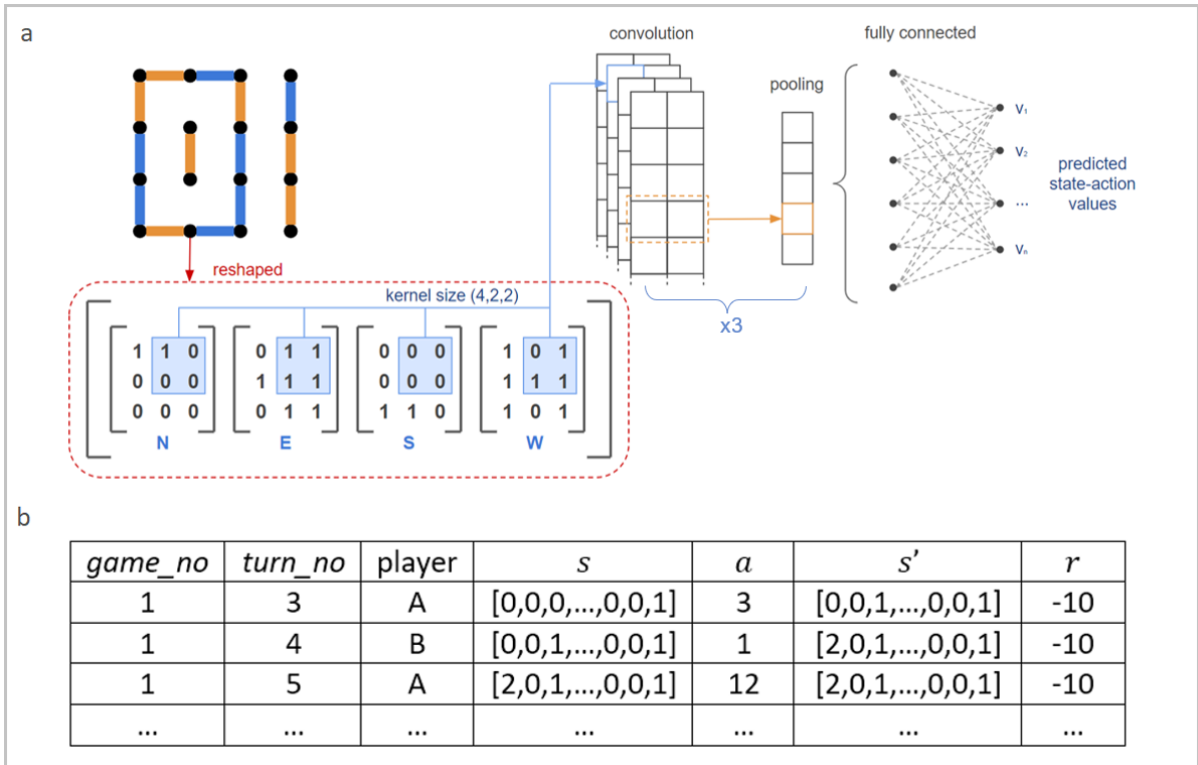 a
convolution
fully connected
pooling
V₁
V₂
...
Vₙ
predicted
state-action
values
reshaped
kernel size (4,2,2)
x3
1 1 0 0 1 1 0 0 0 1 0 1
0 0 0 1 1 1 0 0 0 1 1 1
0 0 0 0 1 1 1 1 0 1 0 1
N E S W
b
game_no turn_no player s a s’ r
1 3 A [0,0,0,...,0,0,1] 3 [0,0,1,...,0,0,1] -10
1 4 B [0,0,1,...,0,0,1] 1 [2,0,1,...,0,0,1] -10
1 5 A [2,0,1,...,0,0,1] 12 [2,0,1,...,0,0,1] -10
... ... ... ... ... ... ...